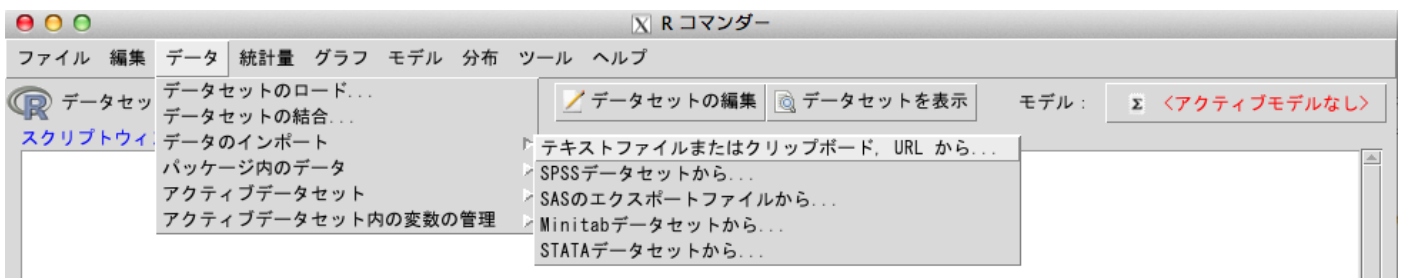 R コマンダー
ファイル 編集 データ 統計量 グラフ モデル 分布 ツール ヘルプ
R データセッ
データセットの編集 データセットを表示 モデル: Σ <アクティブモデルなし>
スクリプトウィ
データセットのロード...
データセットの結合...
データのインポート
パッケージ内のデータ
アクティブデータセット
アクティブデータセット内の変数の管理
テキストファイルまたはクリップボード, URL から...
SPSSデータセットから...
SASのエクスポートファイルから...
Minitabデータセットから...
STATAデータセットから...